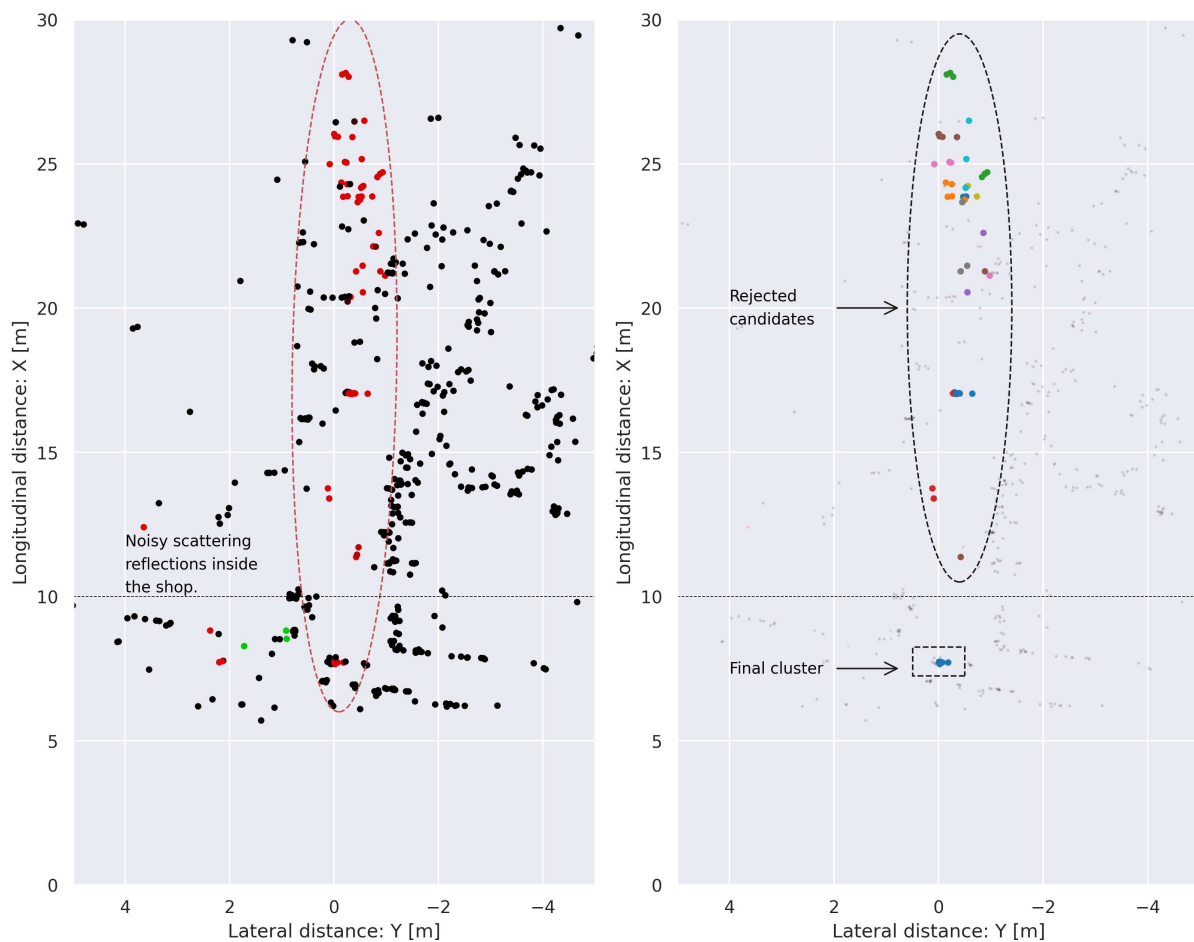 30
25
20
15
10
5
0
Longitudinal distance: X [m]
Noisy scattering
reflections inside
the shop.
4
2
0
−2
−4
Lateral distance: Y [m]
30
25
20
15
10
5
0
Longitudinal distance: X [m]
Rejected
candidates
Final cluster
4
2
0
−2
−4
Lateral distance: Y [m]